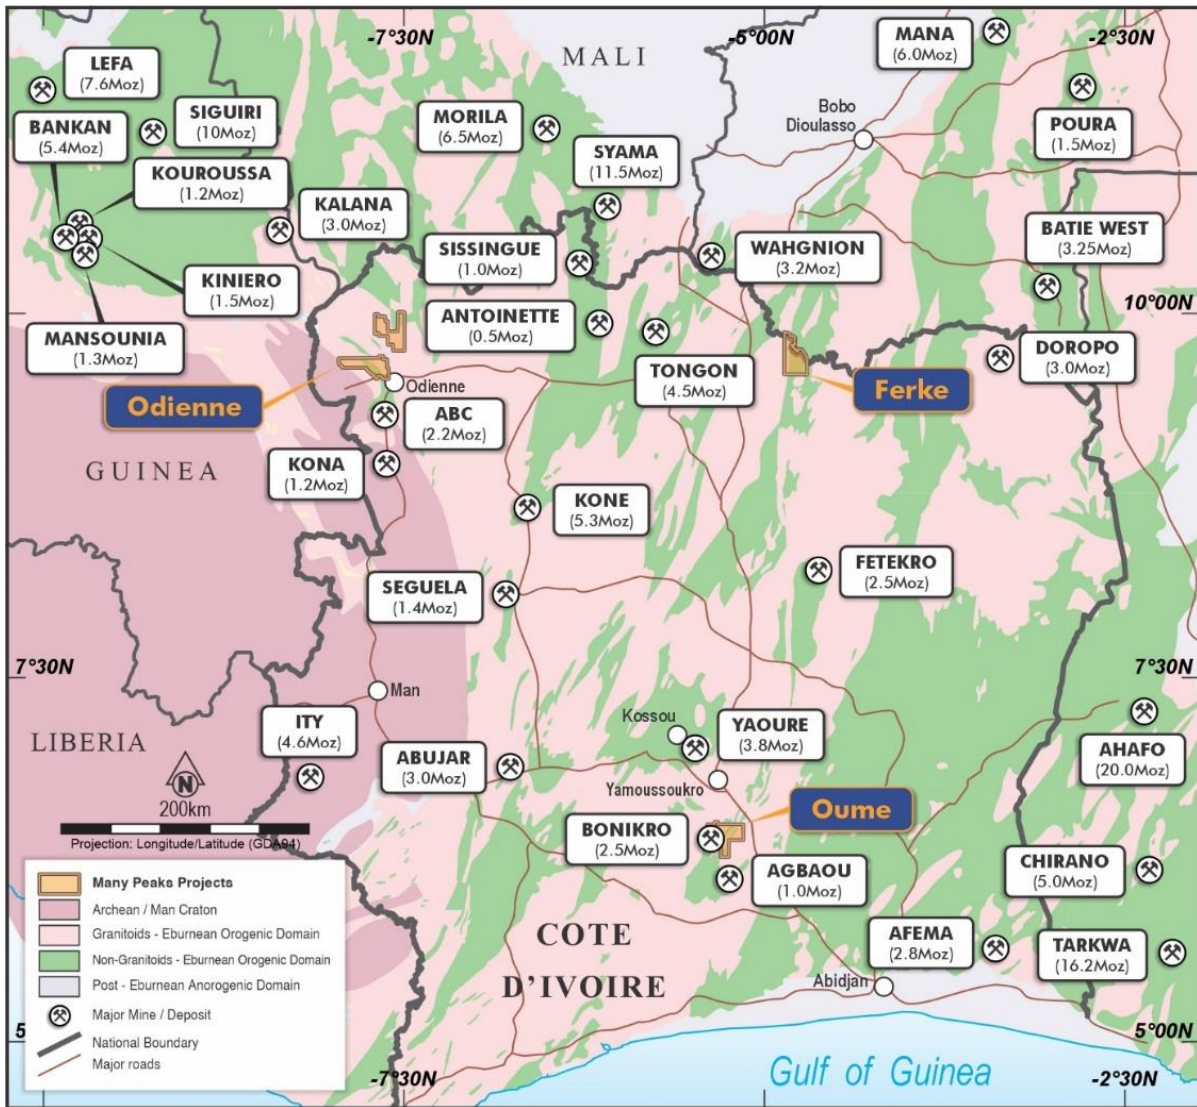 -7°30N
-5°00N
-2°30N
MALI
MANA
(6.0Moz)
LEFA
(7.6Moz)
SIGUIRI
(10Moz)
BANKAN
(5.4Moz)
MORILA
(6.5Moz)
Bobo
Dioulasso
POURA
(1.5Moz)
KOUROUSSA
(1.2Moz)
SYAMA
(11.5Moz)
KALANA
(3.0Moz)
SISSINGUE
(1.0Moz)
WAHGNION
(3.2Moz)
BATIE WEST
(3.25Moz)
KINIERO
(1.5Moz)
10°00N
ANTOINETTE
(0.5Moz)
MANSOUNIA
(1.3Moz)
TONGON
(4.5Moz)
DOROPO
(3.0Moz)
Odienne
Odienne
Ferke
ABC
(2.2Moz)
GUINEA
KONA
(1.2Moz)
KONE
(5.3Moz)
FETEKRO
(2.5Moz)
SEGUELA
(1.4Moz)
7°30N
7°30N
Man
ITY
(4.6Moz)
Kossou
YAOURE
(3.8Moz)
LIBERIA
AHAFO
(20.0Moz)
ABUJAR
(3.0Moz)
Yamoussoukro
N
200km
Oume
Projection: Longitude/Latitude (GDA94)
BONIKRO
(2.5Moz)
AGBAOU
(1.0Moz)
CHIRANO
(5.0Moz)
Many Peaks Projects
Archean / Man Craton
Granitoids - Eburnean Orogenic Domain
Non-Granitoids - Eburnean Orogenic Domain
Post - Eburnean Anorogenic Domain
Major Mine / Deposit
National Boundary
Major roads
COTE
D'IVOIRE
AFEMA
(2.8Moz)
TARKWA
(16.2Moz)
Abidjan
5
5°00N
Gulf of Guinea
-7°30N
-2°30N